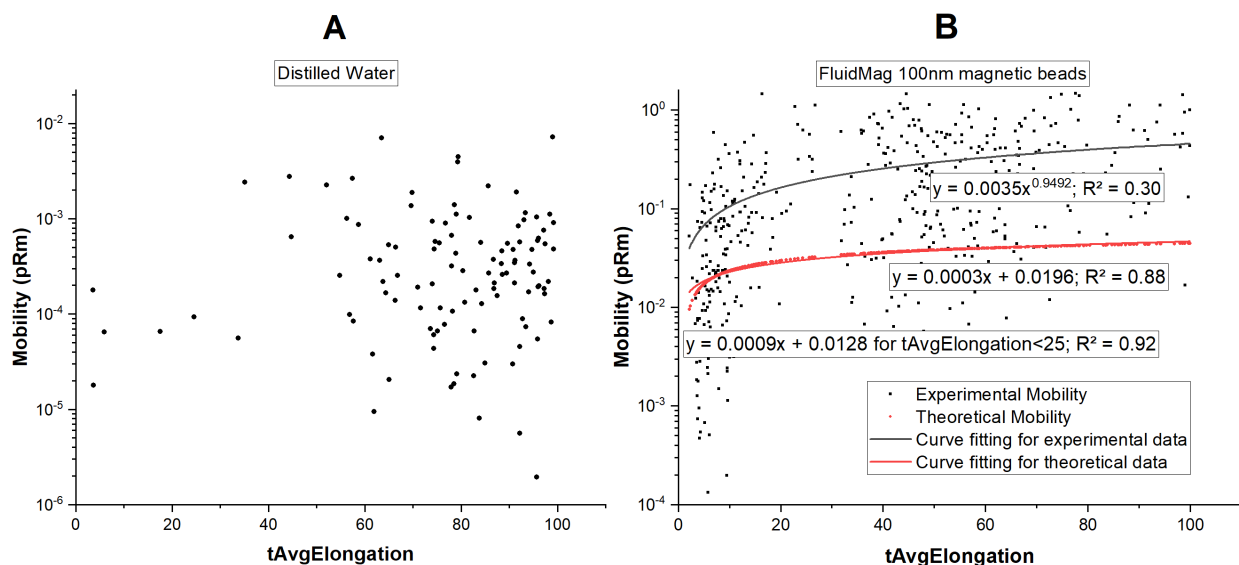 A
Distilled Water
Mobility (pRm)
10⁻²
10⁻³
10⁻⁴
10⁻⁵
10⁻⁶
0 20 40 60 80 100
tAvgElongation
B
FluidMag 100nm magnetic beads
Mobility (pRm)
10⁰
10⁻¹
10⁻²
10⁻³
10⁻⁴
y = 0.0035x⁰·⁹⁴⁹²; R² = 0.30
y = 0.0003x + 0.0196; R² = 0.88
y = 0.0009x + 0.0128 for tAvgElongation<25; R² = 0.92
Experimental Mobility
Theoretical Mobility
Curve fitting for experimental data
Curve fitting for theoretical data
0 20 40 60 80 100
tAvgElongation